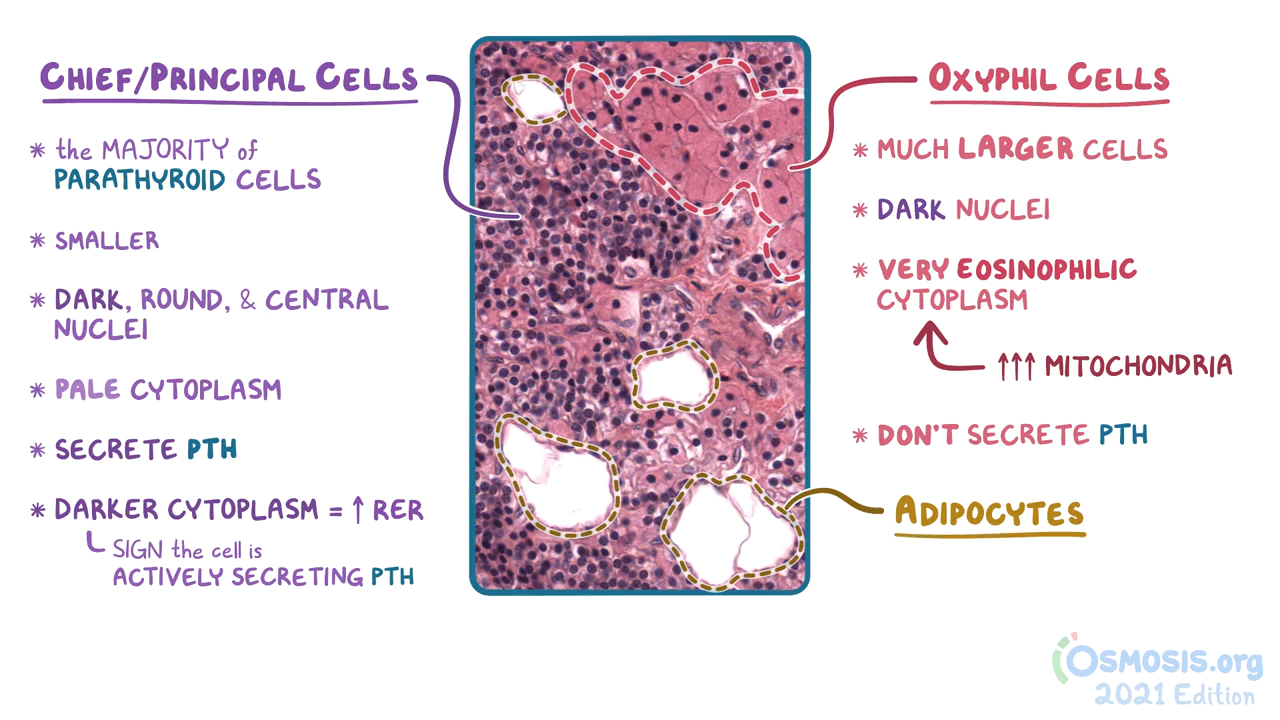 CHIEF/PRINCIPAL CELLS
* the MAJORITY of
PARATHYROID CELLS
* SMALLER
* DARK, ROUND, & CENTRAL
NUCLEI
* PALE CYTOPLASM
* SECRETE PTH
* DARKER CYTOPLASM = ↑ RER
SIGN the cell is
ACTIVELY SECRETING PTH
OXYPHIL CELLS
* MUCH LARGER CELLS
* DARK NUCLEI
* VERY EOSINOPHILIC
CYTOPLASM
↑↑↑ MITOCHONDRIA
* DON'T SECRETE PTH
ADIPOCYTES
OSMOSIS.org
2021 Edition